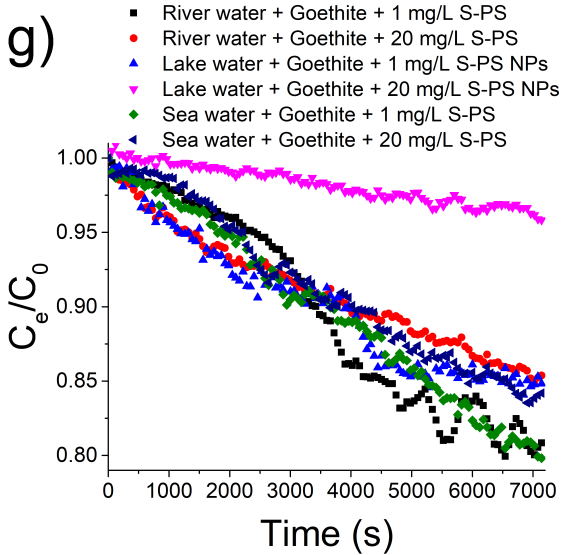 g)
River water + Goethite + 1 mg/L S-PS
River water + Goethite + 20 mg/L S-PS
Lake water + Goethite + 1 mg/L S-PS NPs
Lake water + Goethite + 20 mg/L S-PS NPs
Sea water + Goethite + 1 mg/L S-PS
Sea water + Goethite + 20 mg/L S-PS
1.00
0.95
0.90
0.85
0.80
Ce/C0
0 1000 2000 3000 4000 5000 6000 7000
Time (s)